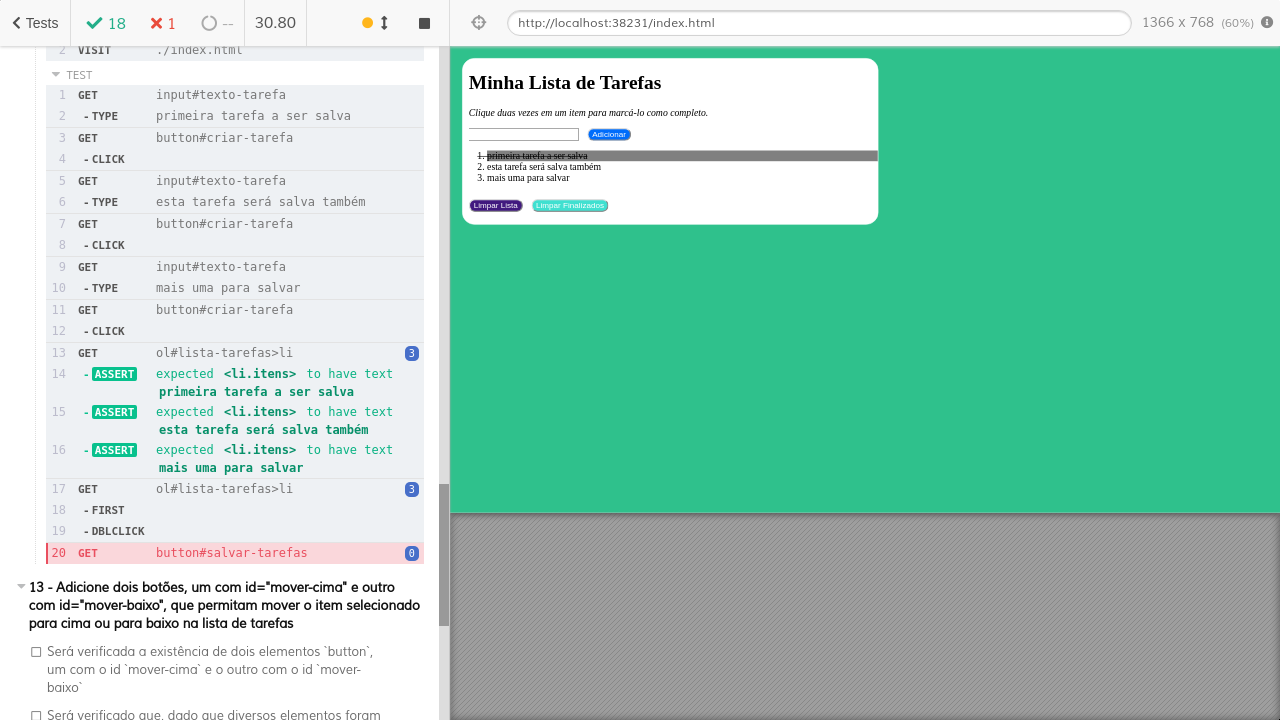 Tests
18
1
--
30.80
http://localhost:38231/index.html
1366 x 768 (60%)
2 VISIT ./index.html
TEST
1 GET input#texto-tarefa
2 -TYPE primeira tarefa a ser salva
3 GET button#criar-tarefa
4 -CLICK
5 GET input#texto-tarefa
6 -TYPE esta tarefa será salva também
7 GET button#criar-tarefa
8 -CLICK
9 GET input#texto-tarefa
10 -TYPE mais uma para salvar
11 GET button#criar-tarefa
12 -CLICK
13 GET ol#lista-tarefas>li 3
14 -ASSERT expected <li.itens> to have text
primeira tarefa a ser salva
15 -ASSERT expected <li.itens> to have text
esta tarefa será salva também
16 -ASSERT expected <li.itens> to have text
mais uma para salvar
17 GET ol#lista-tarefas>li 3
18 -FIRST
19 -DBLCLICK
20 GET button#salvar-tarefas 0
13 - Adicione dois botões, um com id="mover-cima" e outro
com id="mover-baixo", que permitam mover o item selecionado
para cima ou para baixo na lista de tarefas
Será verificada a existência de dois elementos `button`,
um com o id `mover-cima` e o outro com o id `mover-
baixo`
Será verificado que, dado que diversos elementos foram
Minha Lista de Tarefas
Clique duas vezes em um item para marcá-lo como completo.
Adicionar
1. primeira tarefa a ser salva
2. esta tarefa será salva também
3. mais uma para salvar
Limpar Lista
Limpar Finalizados